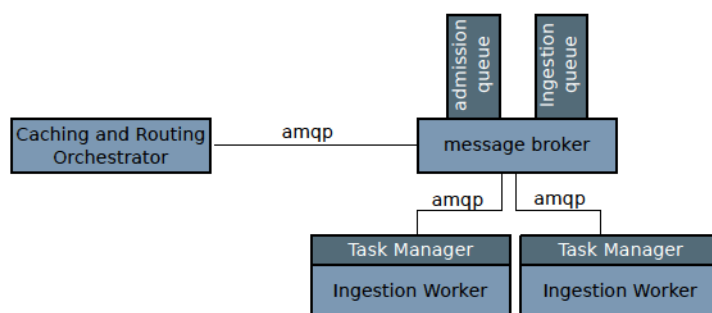 admission
queue
Ingestion
queue
Caching and Routing
Orchestrator
amqp
message broker
amqp
amqp
Task Manager
Task Manager
Ingestion Worker
Ingestion Worker